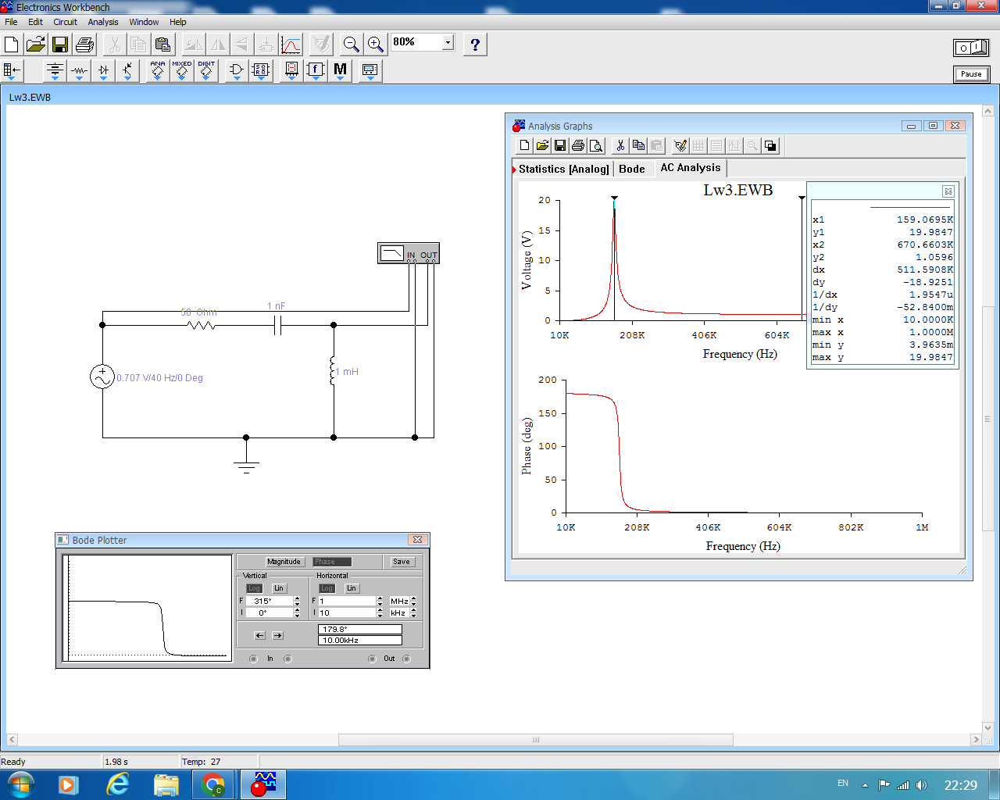 Electronics Workbench
File Edit Circuit Analysis Window Help
80%
?
ANA MIXED DIGIT
M
Pause
Lw3.EWB
IN OUT
50 Ohm
1 nF
1 mH
0.707 V/40 Hz/0 Deg
Analysis Graphs
Statistics [Analog] Bode AC Analysis
Lw3.EWB
Voltage (V)
20
15
10
5
0
10K 208K 406K 604K
Frequency (Hz)
x1 159.0695K
y1 19.9847
x2 670.6603K
y2 1.0596
dx 511.5908K
dy -18.9251
1/dx 1.9547u
1/dy -52.8400m
min x 10.0000K
max x 1.0000M
min y 3.9635m
max y 19.9847
Phase (deg)
200
150
100
50
0
10K 208K 406K 604K 802K 1M
Frequency (Hz)
Bode Plotter
Magnitude Phase Save
Vertical Horizontal
Log Lin Log Lin
F 315° F 1 MHz
I 0° I 10 kHz
179.8°
10.00kHz
In Out
Ready 1.98 s Temp: 27
EN 22:29